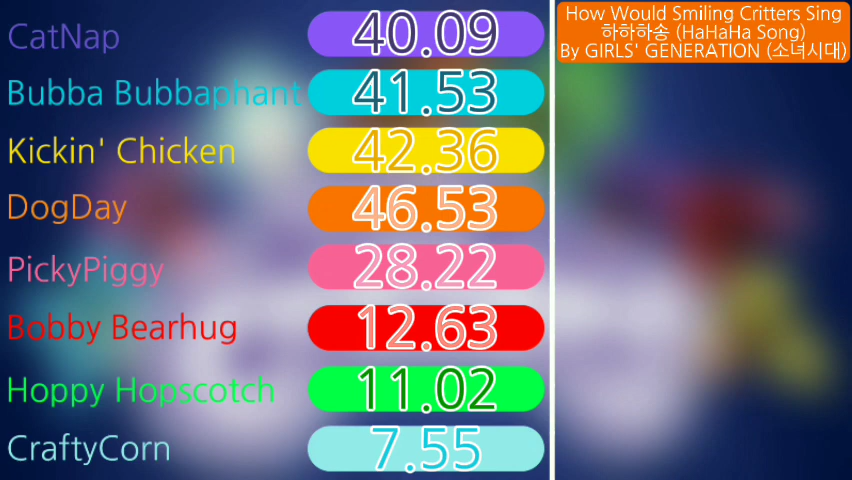 CatNap 40.09
Bubba Bubbaphant 41.53
Kickin' Chicken 42.36
DogDay 46.53
PickyPiggy 28.22
Bobby Bearhug 12.63
Hoppy Hopscotch 11.02
CraftyCorn 7.55
How Would Smiling Critters Sing
하하하송 (HaHaHa Song)
By GIRLS' GENERATION (소녀시대)